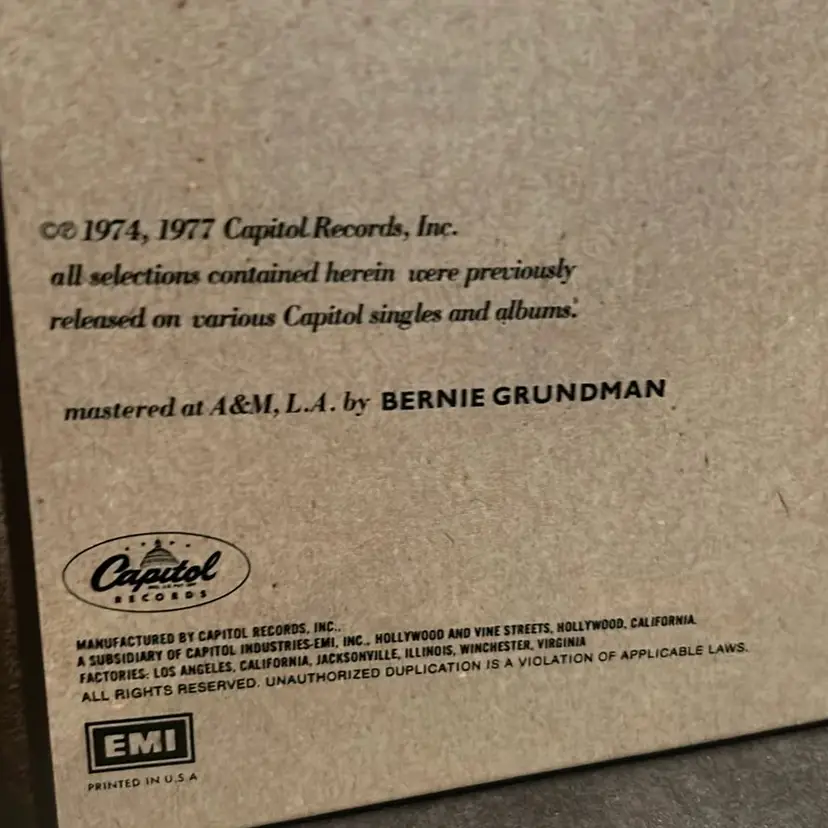 ©℗ 1974, 1977 Capitol Records, Inc.
all selections contained herein were previously
released on various Capitol singles and albums.
mastered at A&M, L.A. by BERNIE GRUNDMAN
Capitol
RECORDS
MANUFACTURED BY CAPITOL RECORDS, INC.,
A SUBSIDIARY OF CAPITOL INDUSTRIES-EMI, INC., HOLLYWOOD AND VINE STREETS, HOLLYWOOD, CALIFORNIA.
FACTORIES: LOS ANGELES, CALIFORNIA, JACKSONVILLE, ILLINOIS, WINCHESTER, VIRGINIA
ALL RIGHTS RESERVED. UNAUTHORIZED DUPLICATION IS A VIOLATION OF APPLICABLE LAWS.
EMI
PRINTED IN U.S.A